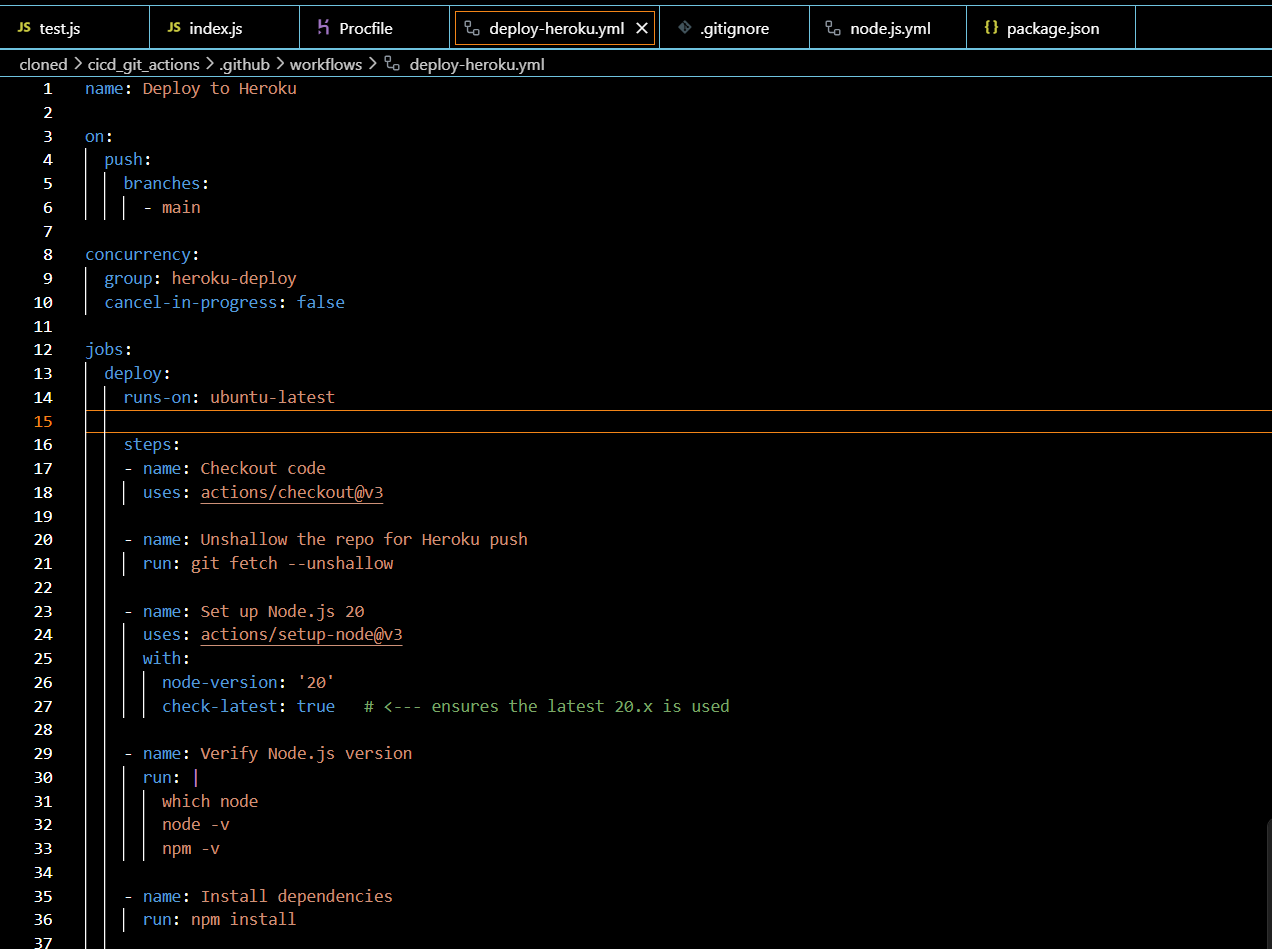 JS test.js JS index.js Procfile deploy-heroku.yml .gitignore node.js.yml {} package.json
cloned > cicd_git_actions > .github > workflows > deploy-heroku.yml
1 name: Deploy to Heroku
2
3 on:
4   push:
5     branches:
6       - main
7
8 concurrency:
9   group: heroku-deploy
10   cancel-in-progress: false
11
12 jobs:
13   deploy:
14     runs-on: ubuntu-latest
15
16     steps:
17     - name: Checkout code
18       uses: actions/checkout@v3
19
20     - name: Unshallow the repo for Heroku push
21       run: git fetch --unshallow
22
23     - name: Set up Node.js 20
24       uses: actions/setup-node@v3
25       with:
26         node-version: '20'
27         check-latest: true   # <--- ensures the latest 20.x is used
28
29     - name: Verify Node.js version
30       run: |
31         which node
32         node -v
33         npm -v
34
35     - name: Install dependencies
36       run: npm install
37